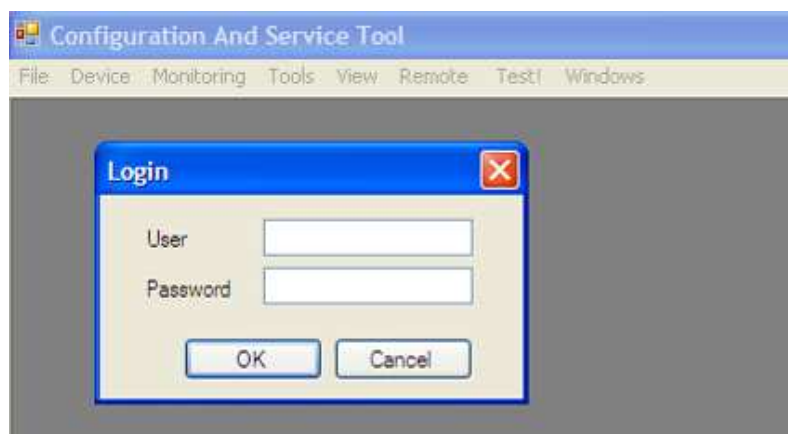 Configuration And Service Tool
File Device Monitoring Tools View Remote Test! Windows
Login
User
Password
OK Cancel